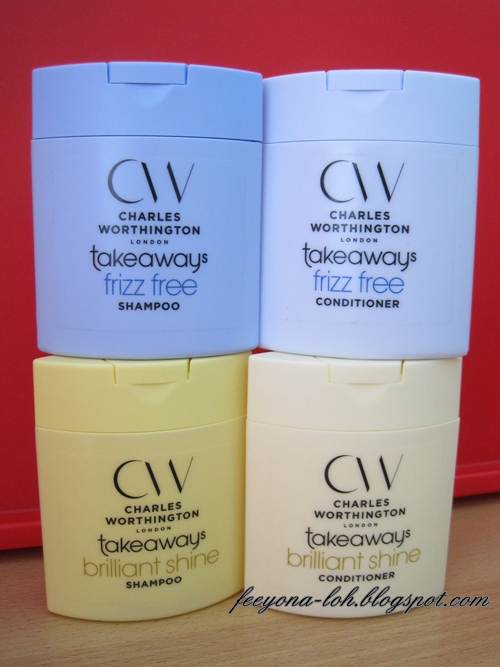 CW
CHARLES
WORTHINGTON
LONDON
takeaways
frizz free
SHAMPOO
CW
CHARLES
WORTHINGTON
LONDON
takeaways
frizz free
CONDITIONER
CW
CHARLES
WORTHINGTON
LONDON
takeaways
brilliant shine
SHAMPOO
CW
CHARLES
WORTHINGTON
LONDON
takeaways
brilliant shine
CONDITIONER
feeyona-loh.blogspot.com